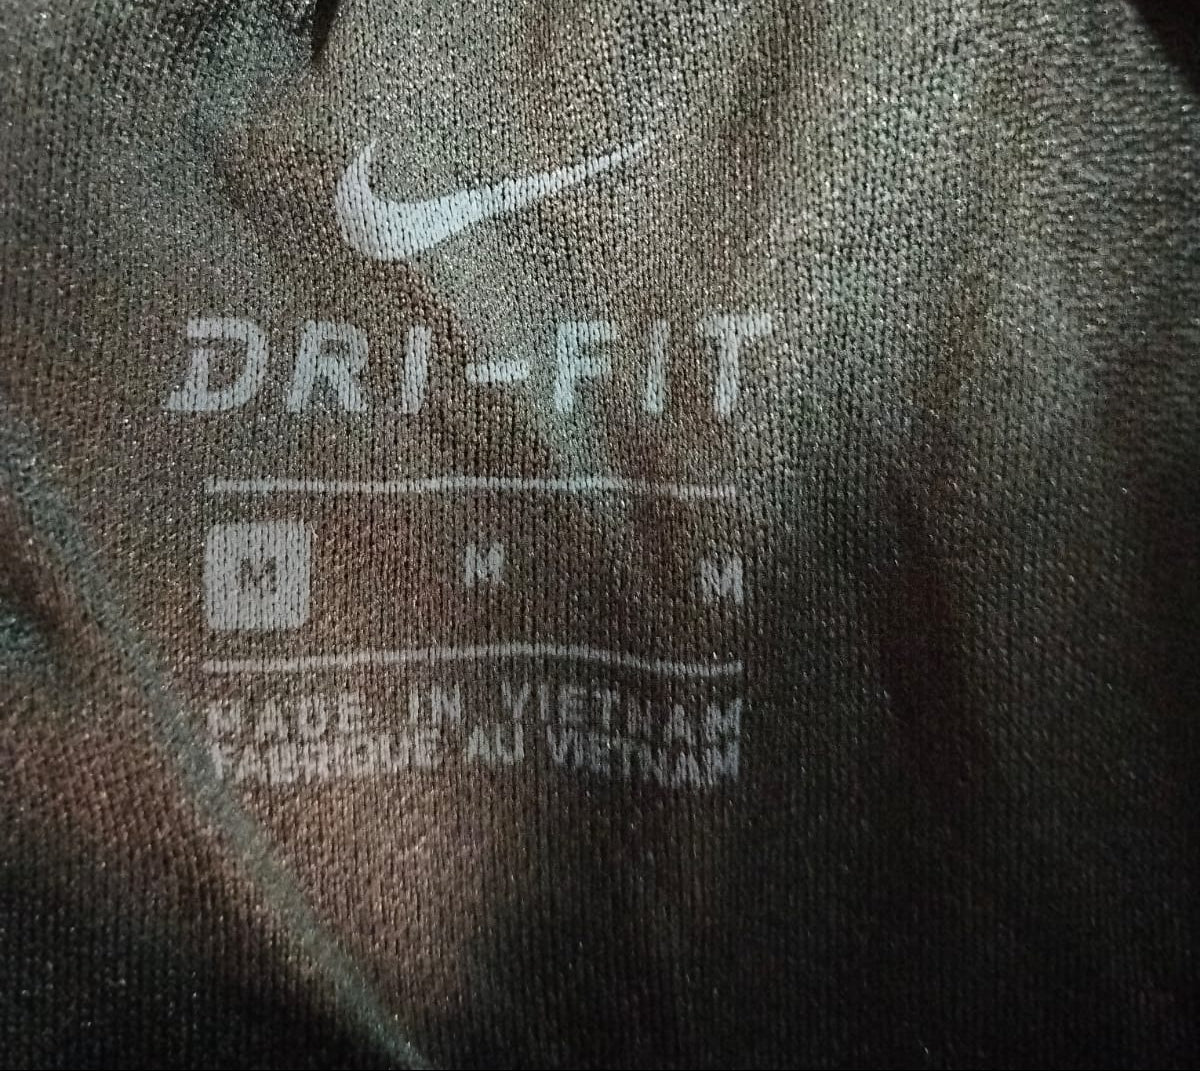 DRI-FIT
M M M
MADE IN VIETNAM
FABRIQUÉ AU VIETNAM